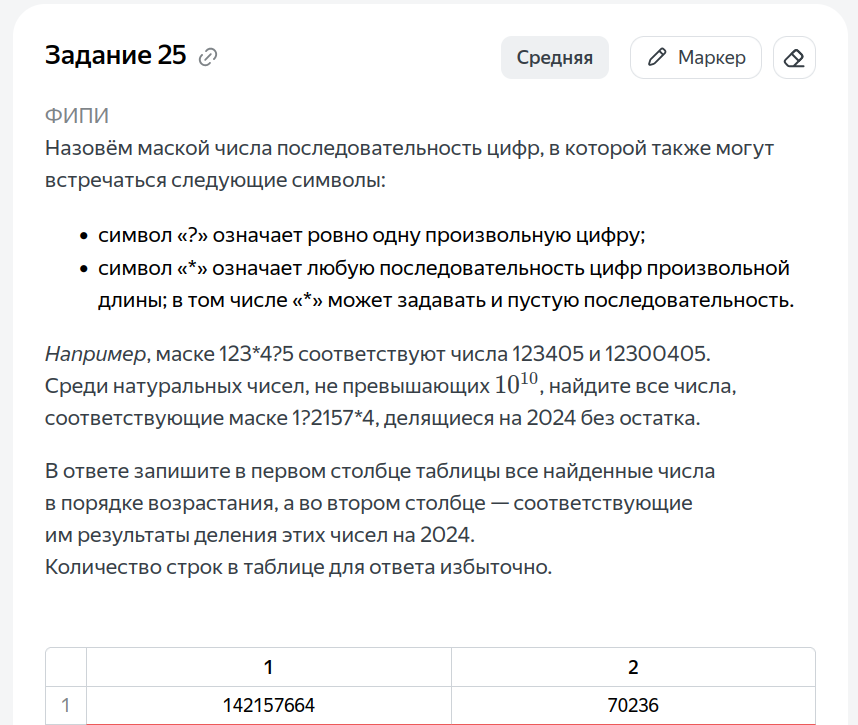 Задание 25
Средняя
Маркер
ФИПИ
Назовём маской числа последовательность цифр, в которой также могут
встречаться следующие символы:
• символ «?» означает ровно одну произвольную цифру;
• символ «*» означает любую последовательность цифр произвольной
длины; в том числе «*» может задавать и пустую последовательность.
Например, маске 123*4?5 соответствуют числа 123405 и 12300405.
Среди натуральных чисел, не превышающих 10¹⁰, найдите все числа,
соответствующие маске 1?2157*4, делящиеся на 2024 без остатка.
В ответе запишите в первом столбце таблицы все найденные числа
в порядке возрастания, а во втором столбце — соответствующие
им результаты деления этих чисел на 2024.
Количество строк в таблице для ответа избыточно.
1 2
1 142157664 70236